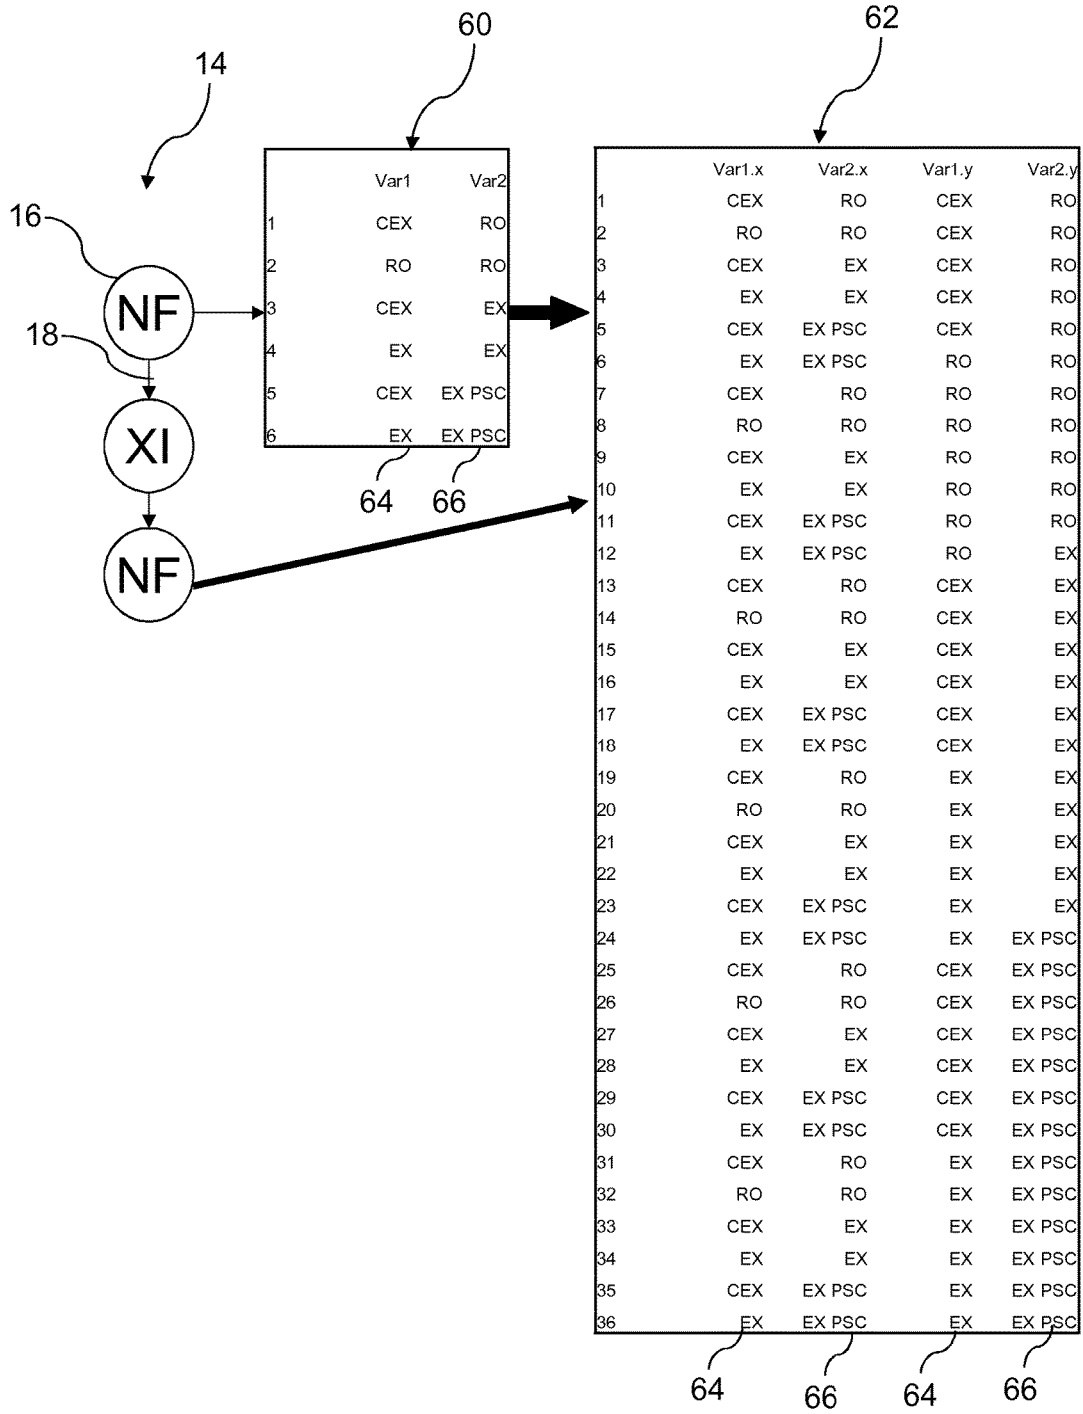 60
62
14
Var1 Var2
1 CEX RO
2 RO RO
3 CEX EX
4 EX EX
5 CEX EX PSC
6 EX EX PSC
64 66
16
NF
18
XI
NF
Var1.x Var2.x Var1.y Var2.y
1 CEX RO CEX RO
2 RO RO CEX RO
3 CEX EX CEX RO
4 EX EX CEX RO
5 CEX EX PSC CEX RO
6 EX EX PSC RO RO
7 CEX RO RO RO
8 RO RO RO RO
9 CEX EX RO RO
10 EX EX RO RO
11 CEX EX PSC RO RO
12 EX EX PSC RO EX
13 CEX RO CEX EX
14 RO RO CEX EX
15 CEX EX CEX EX
16 EX EX CEX EX
17 CEX EX PSC CEX EX
18 EX EX PSC CEX EX
19 CEX RO EX EX
20 RO RO EX EX
21 CEX EX EX EX
22 EX EX EX EX
23 CEX EX PSC EX EX
24 EX EX PSC EX EX PSC
25 CEX RO CEX EX PSC
26 RO RO CEX EX PSC
27 CEX EX CEX EX PSC
28 EX EX CEX EX PSC
29 CEX EX PSC CEX EX PSC
30 EX EX PSC CEX EX PSC
31 CEX RO EX EX PSC
32 RO RO EX EX PSC
33 CEX EX EX EX PSC
34 EX EX EX EX PSC
35 CEX EX PSC EX EX PSC
36 EX EX PSC EX EX PSC
64 66 64 66